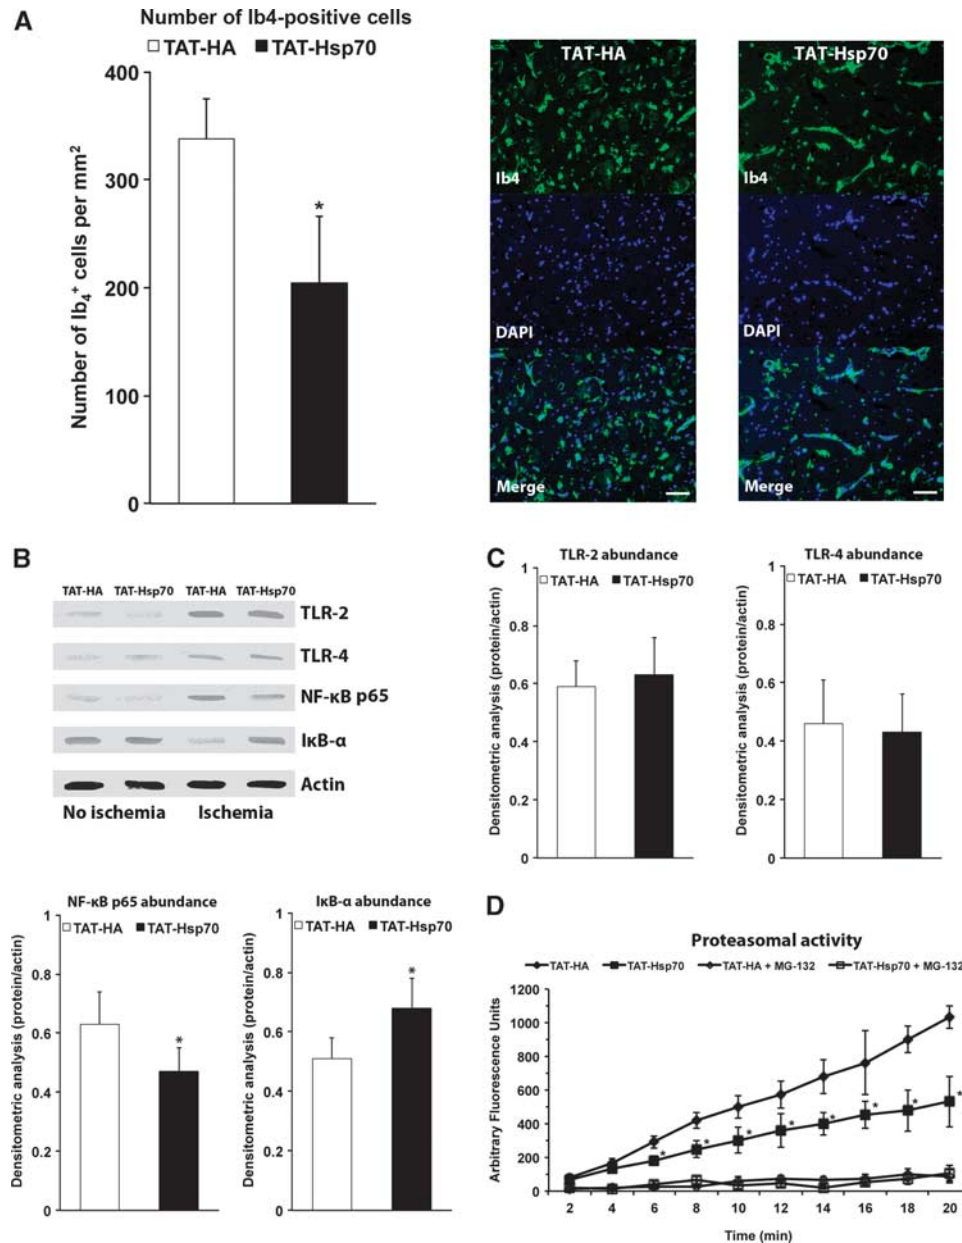 A
Number of Ib4-positive cells
TAT-HA TAT-Hsp70
400
300
200
100
0
*
Number of Ib4+ cells per mm2
TAT-HA
Ib4
DAPI
Merge
TAT-Hsp70
Ib4
DAPI
Merge
B
TAT-HA TAT-Hsp70 TAT-HA TAT-Hsp70
TLR-2
TLR-4
NF-κB p65
IκB-α
Actin
No ischemia Ischemia
C
TLR-2 abundance
TAT-HA TAT-Hsp70
1
0.8
0.6
0.4
0.2
0
Densitometric analysis (protein/actin)
TLR-4 abundance
TAT-HA TAT-Hsp70
1
0.8
0.6
0.4
0.2
0
Densitometric analysis (protein/actin)
NF-κB p65 abundance
TAT-HA TAT-Hsp70
1
0.8
0.6
0.4
0.2
0
*
Densitometric analysis (protein/actin)
IκB-α abundance
TAT-HA TAT-Hsp70
1
0.8
0.6
0.4
0.2
0
*
Densitometric analysis (protein/actin)
D
Proteasomal activity
TAT-HA TAT-Hsp70 TAT-HA + MG-132 TAT-Hsp70 + MG-132
1200
1000
800
600
400
200
0
* * * * * * * *
Arbitrary Fluorescence Units
2 4 6 8 10 12 14 16 18 20
Time (min)